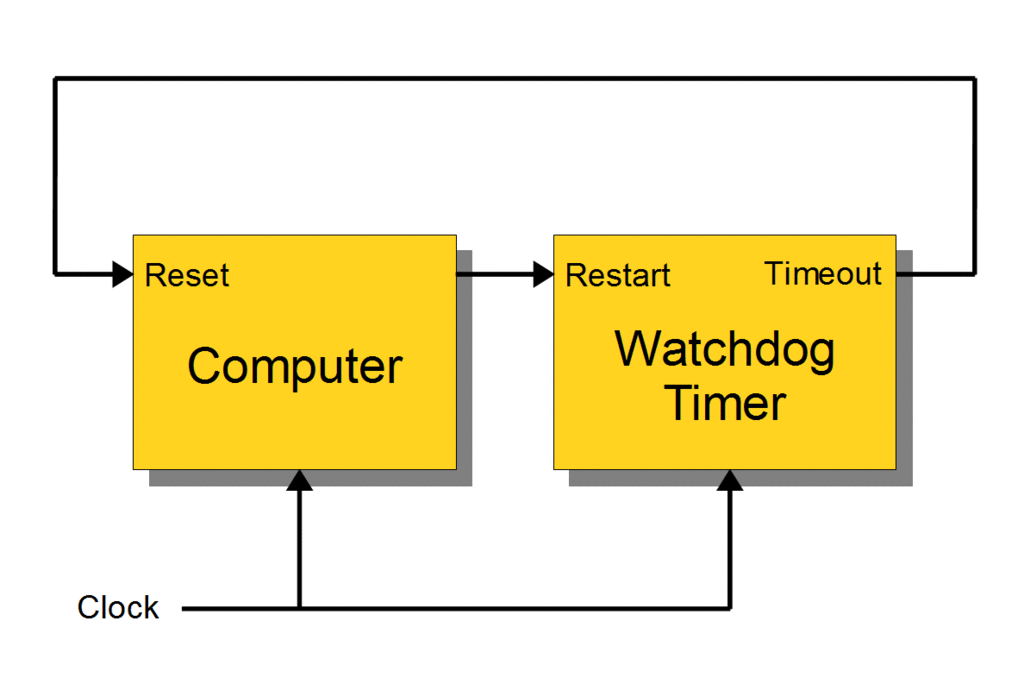 Reset
Restart
Timeout
Computer
Watchdog
Timer
Clock